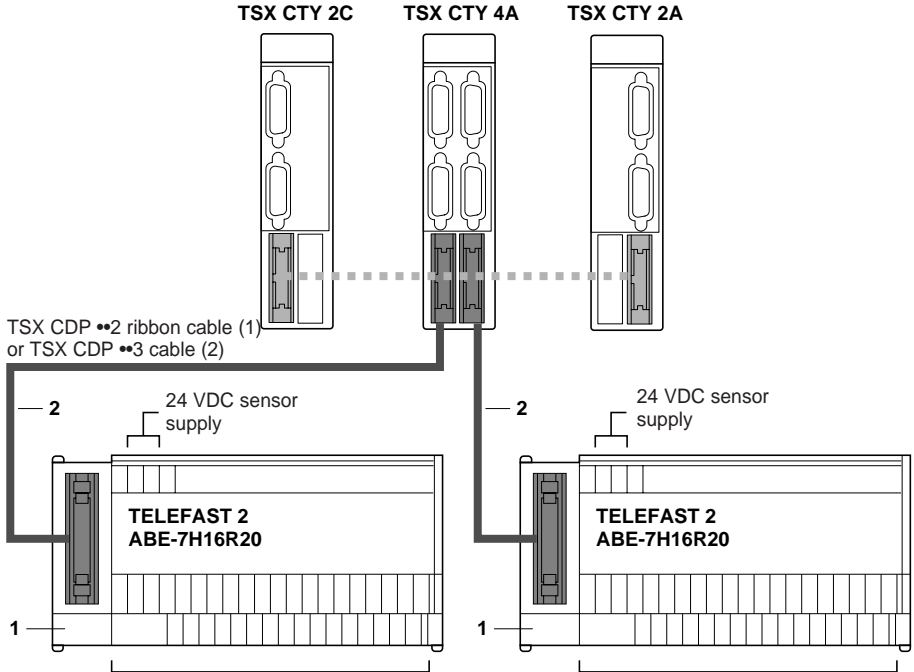 TSX CTY 2C TSX CTY 4A TSX CTY 2A
TSX CDP ••2 ribbon cable (1)
or TSX CDP ••3 cable (2)
2
24 VDC sensor
supply
2
24 VDC sensor
supply
TELEFAST 2
ABE-7H16R20
TELEFAST 2
ABE-7H16R20
1
1